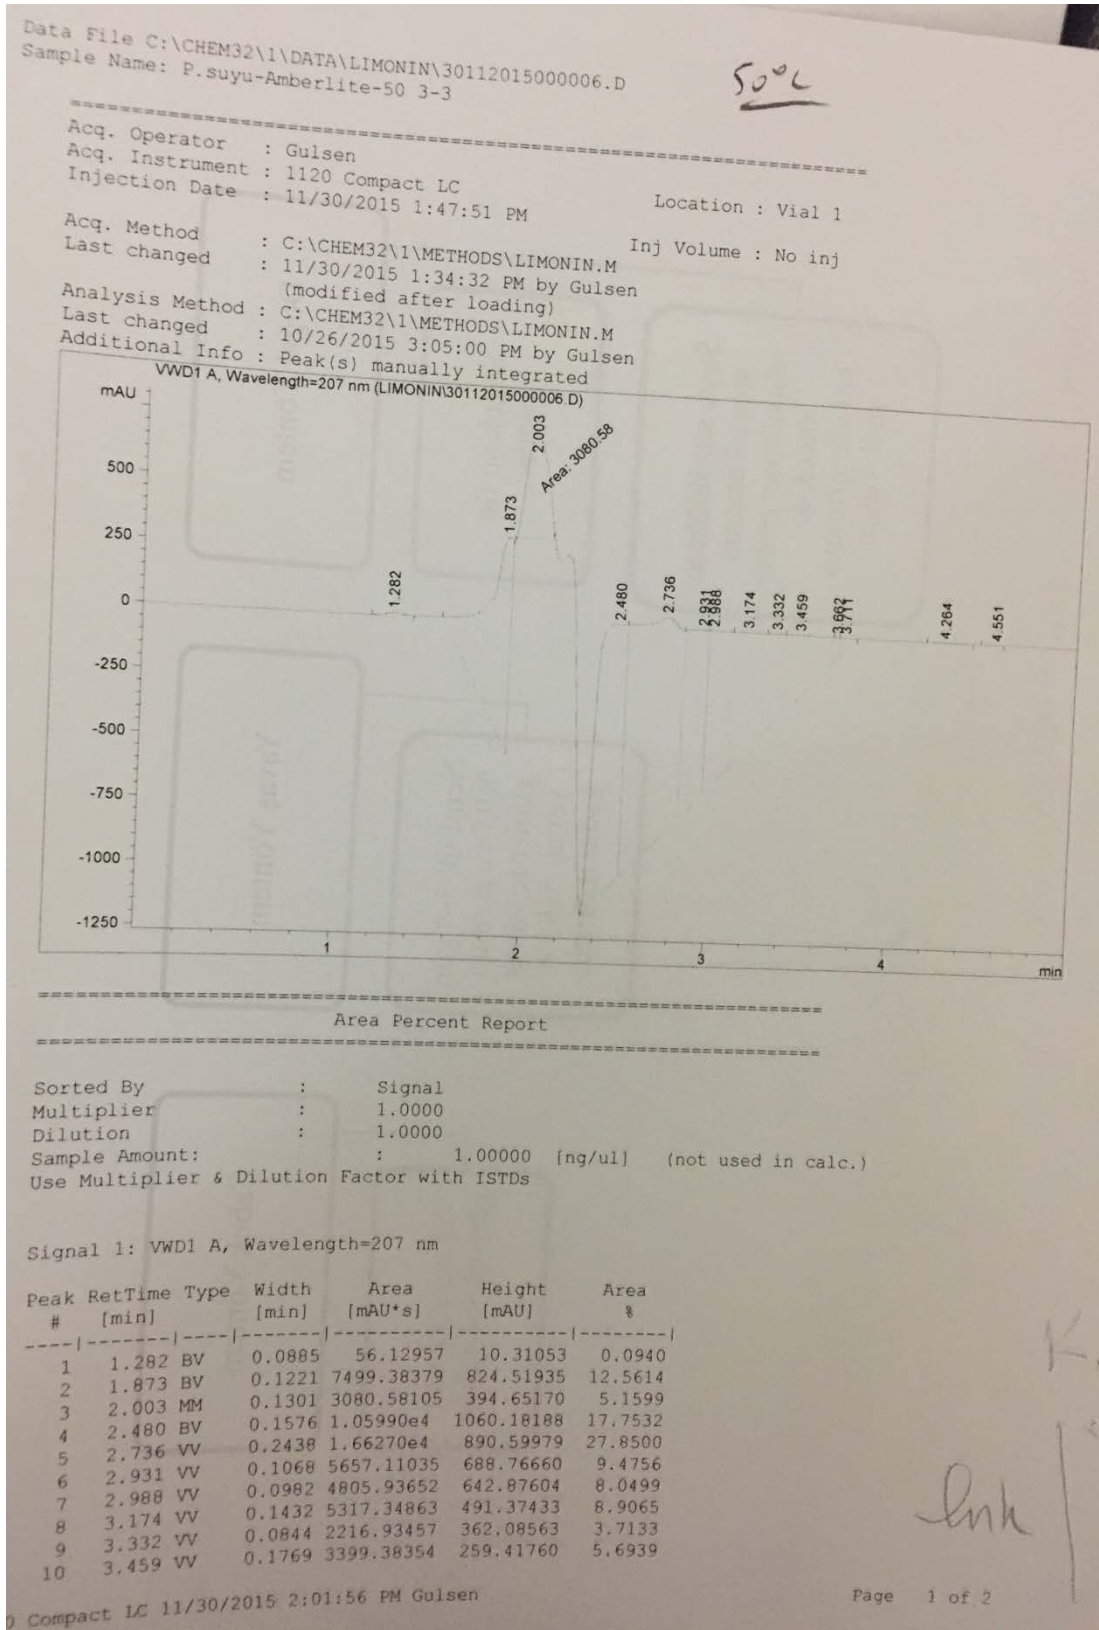 Data File C:\CHEM32\1\DATA\LIMONIN\30112015000006.D
Sample Name: P.suyu-Amberlite-50 3-3
50°C
=====================================================================
Acq. Operator : Gulsen
Acq. Instrument : 1120 Compact LC Location : Vial 1
Injection Date : 11/30/2015 1:47:51 PM
Inj Volume : No inj
Acq. Method : C:\CHEM32\1\METHODS\LIMONIN.M
Last changed : 11/30/2015 1:34:32 PM by Gulsen
(modified after loading)
Analysis Method : C:\CHEM32\1\METHODS\LIMONIN.M
Last changed : 10/26/2015 3:05:00 PM by Gulsen
Additional Info : Peak(s) manually integrated
VWD1 A, Wavelength=207 nm (LIMONIN\30112015000006.D)
mAU
500
250
0
-250
-500
-750
-1000
-1250
1.282
1.873
2.003
Area: 3080.58
2.480
2.736
2.931
2.988
3.174
3.332
3.459
3.662
3.711
4.264
4.551
1 2 3 4 min
=====================================================================
Area Percent Report
=====================================================================
Sorted By : Signal
Multiplier : 1.0000
Dilution : 1.0000
Sample Amount: : 1.00000 [ng/ul] (not used in calc.)
Use Multiplier & Dilution Factor with ISTDs
Signal 1: VWD1 A, Wavelength=207 nm
Peak RetTime Type Width Area Height Area
# [min] [min] [mAU*s] [mAU] %
----|-------|----|-------|----------|----------|--------|
1 1.282 BV 0.0885 56.12957 10.31053 0.0940
2 1.873 BV 0.1221 7499.38379 824.51935 12.5614
3 2.003 MM 0.1301 3080.58105 394.65170 5.1599
4 2.480 BV 0.1576 1.05990e4 1060.18188 17.7532
5 2.736 VV 0.2438 1.66270e4 890.59979 27.8500
6 2.931 VV 0.1068 5657.11035 688.76660 9.4756
7 2.988 VV 0.0982 4805.93652 642.87604 8.0499
8 3.174 VV 0.1432 5317.34863 491.37433 8.9065
9 3.332 VV 0.0844 2216.93457 362.08563 3.7133
10 3.459 VV 0.1769 3399.38354 259.41760 5.6939
Compact LC 11/30/2015 2:01:56 PM Gulsen Page 1 of 2